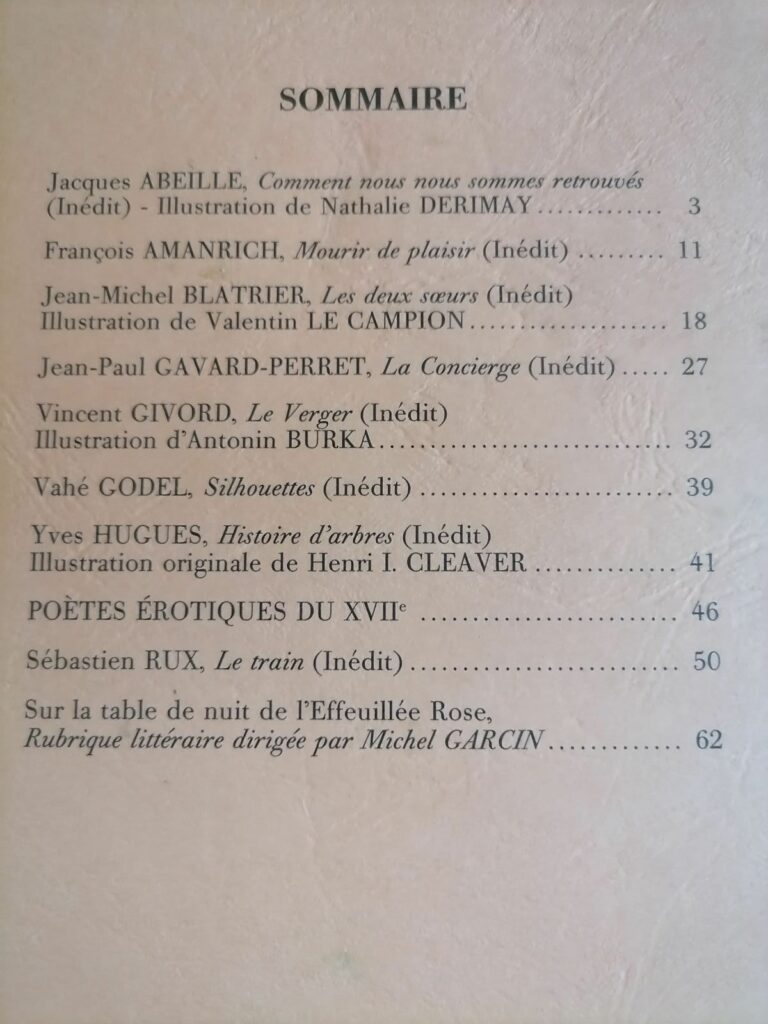 SOMMAIRE
Jacques ABEILLE, Comment nous nous sommes retrouvés
(Inédit) - Illustration de Nathalie DERIMAY ............. 3
François AMANRICH, Mourir de plaisir (Inédit) ......... 11
Jean-Michel BLATRIER, Les deux sœurs (Inédit)
Illustration de Valentin LE CAMPION .................... 18
Jean-Paul GAVARD-PERRET, La Concierge (Inédit) ..... 27
Vincent GIVORD, Le Verger (Inédit)
Illustration d'Antonin BURKA .............................. 32
Vahé GODEL, Silhouettes (Inédit) .......................... 39
Yves HUGUES, Histoire d'arbres (Inédit)
Illustration originale de Henri I. CLEAVER .............. 41
POÈTES ÉROTIQUES DU XVIIe .......................... 46
Sébastien RUX, Le train (Inédit) ........................... 50
Sur la table de nuit de l'Effeuillée Rose,
Rubrique littéraire dirigée par Michel GARCIN ............. 62